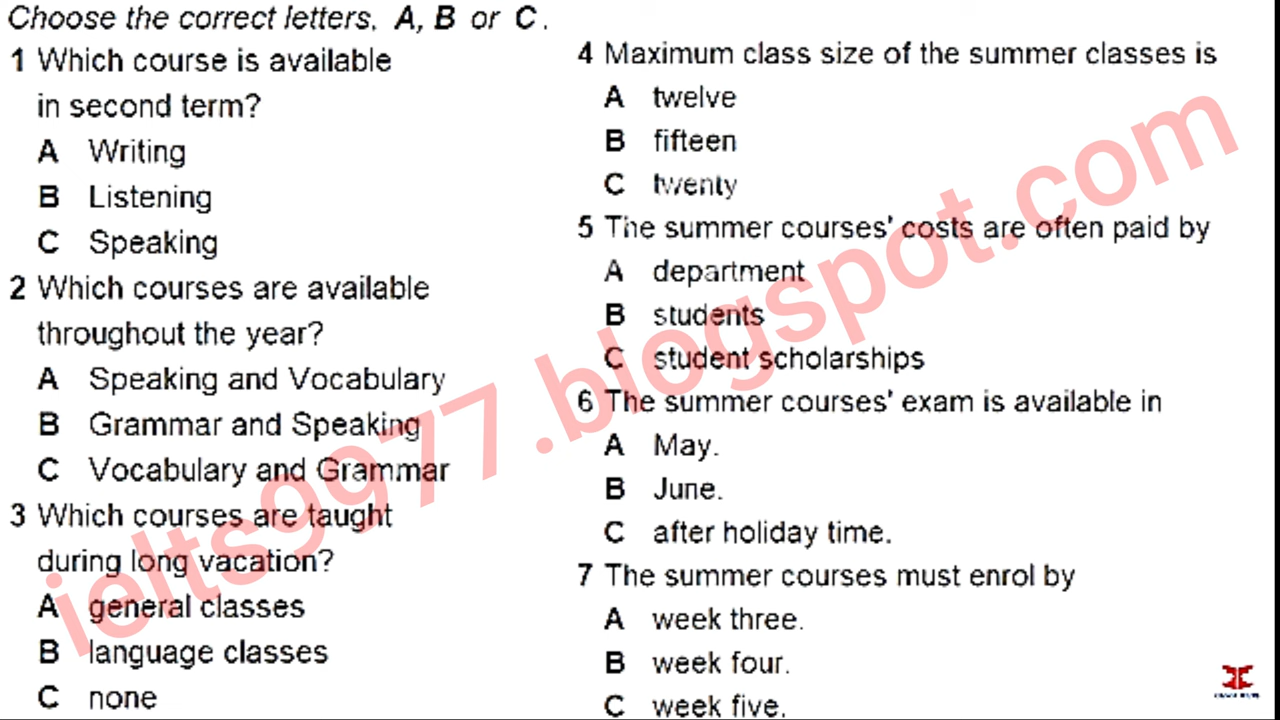 Choose the correct letters, A, B or C.
1 Which course is available
in second term?
A Writing
B Listening
C Speaking
2 Which courses are available
throughout the year?
A Speaking and Vocabulary
B Grammar and Speaking
C Vocabulary and Grammar
3 Which courses are taught
during long vacation?
A general classes
B language classes
C none
4 Maximum class size of the summer classes is
A twelve
B fifteen
C twenty
5 The summer courses' costs are often paid by
A department
B students
C student scholarships
6 The summer courses' exam is available in
A May.
B June.
C after holiday time.
7 The summer courses must enrol by
A week three.
B week four.
C week five.
ielts9977.blogspot.com